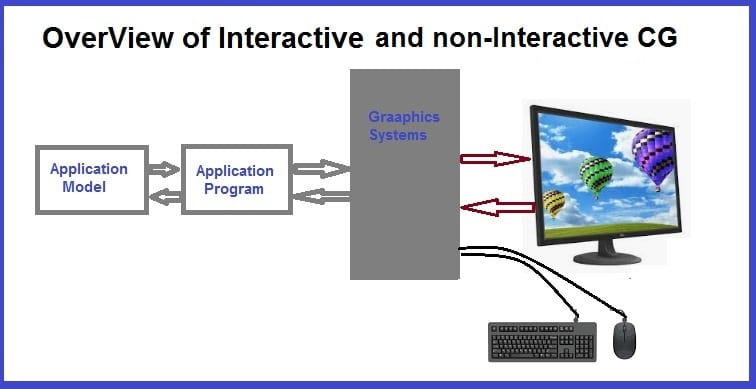 OverView of Interactive and non-Interactive CG
Application
Model
Application
Program
Graaphics
Systems